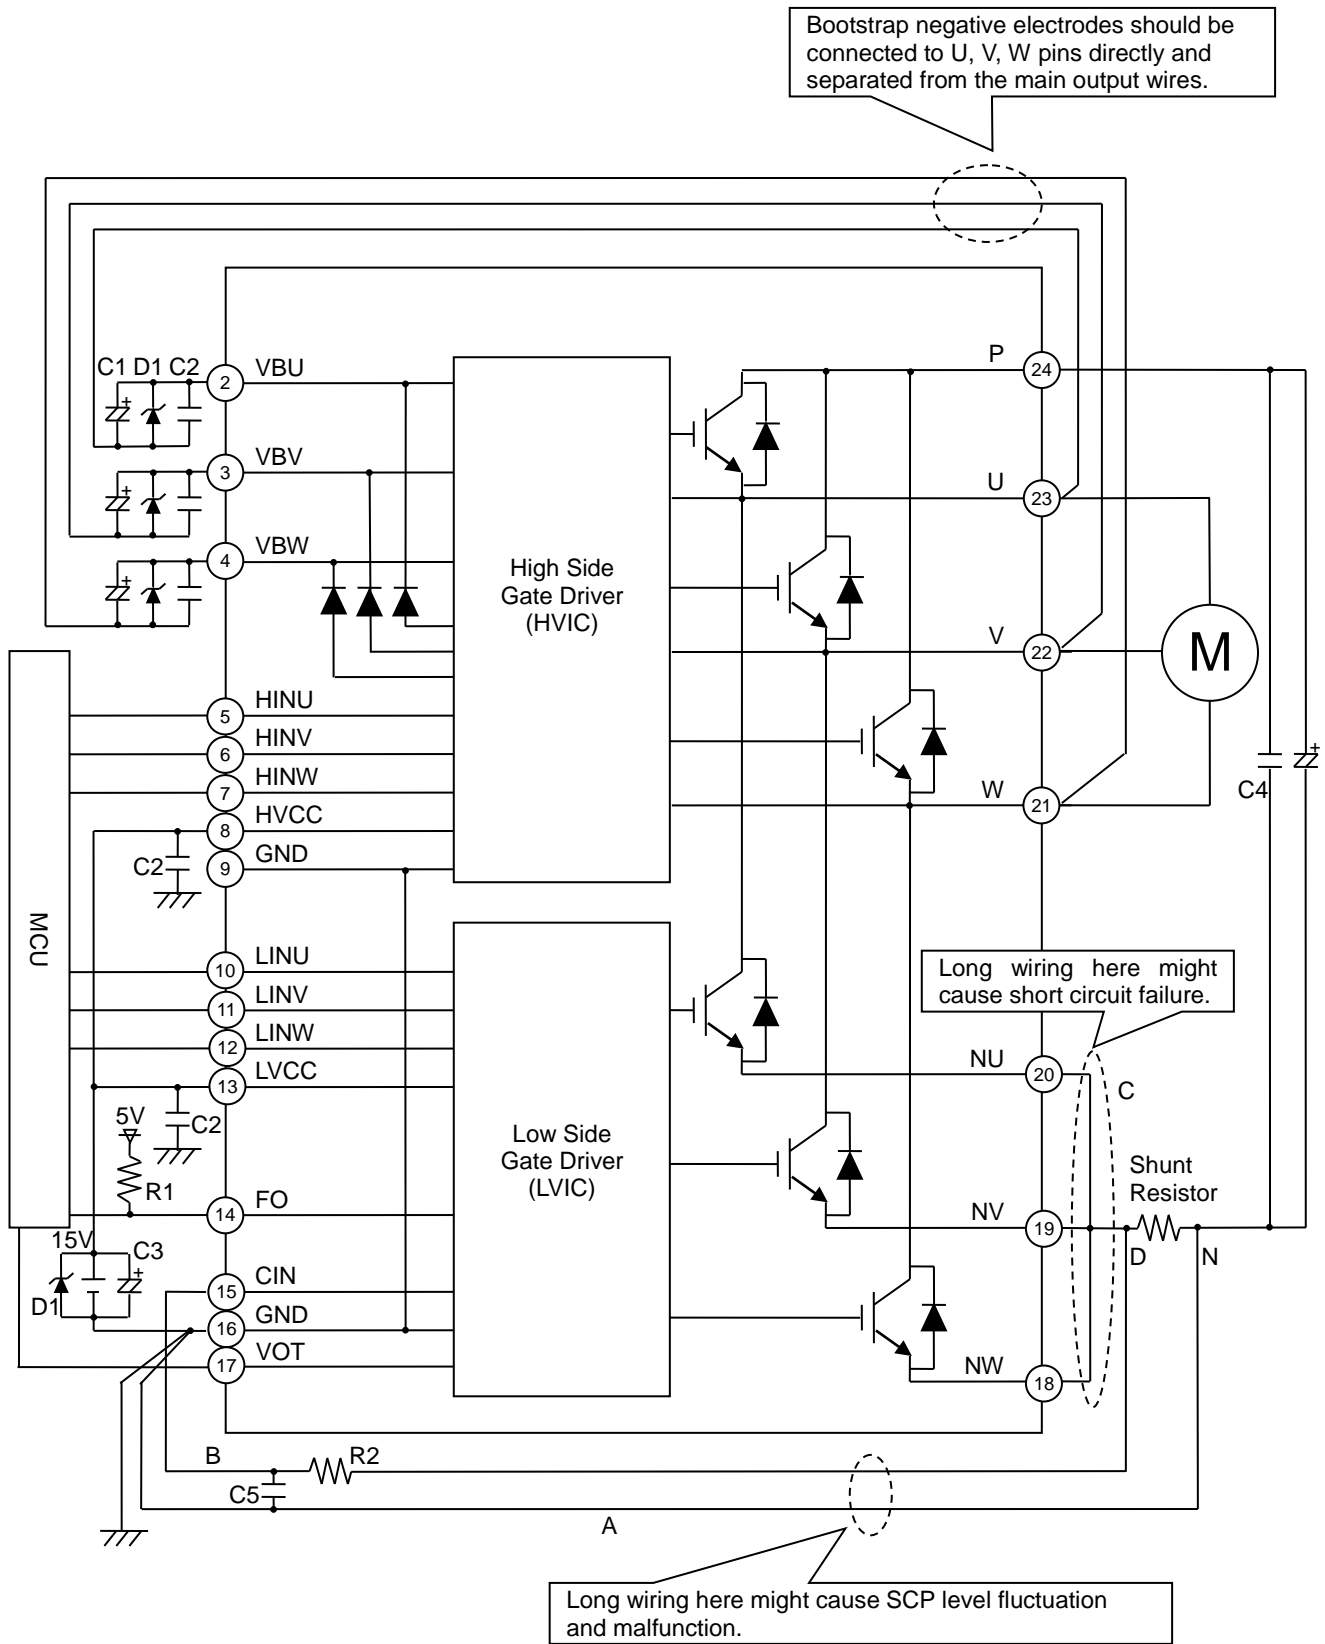 Bootstrap negative electrodes should be
connected to U, V, W pins directly and
separated from the main output wires.
C1 D1 C2
+
2
VBU
P
24
+
3
VBV
U
23
+
4
VBW
High Side
Gate Driver
(HVIC)
V
22
M
5
HINU
6
HINV
7
HINW
W
21
C4
+
8
HVCC
C2
9
GND
MCU
10
LINU
Long wiring here might
cause short circuit failure.
11
LINV
12
LINW
NU
20
C
13
LVCC
5V
C2
Low Side
Gate Driver
(LVIC)
Shunt
Resistor
R1
14
FO
NV
19
D
N
15V
C3
+
D1
15
CIN
16
GND
17
VOT
NW
18
B
R2
C5
A
Long wiring here might cause SCP level fluctuation
and malfunction.